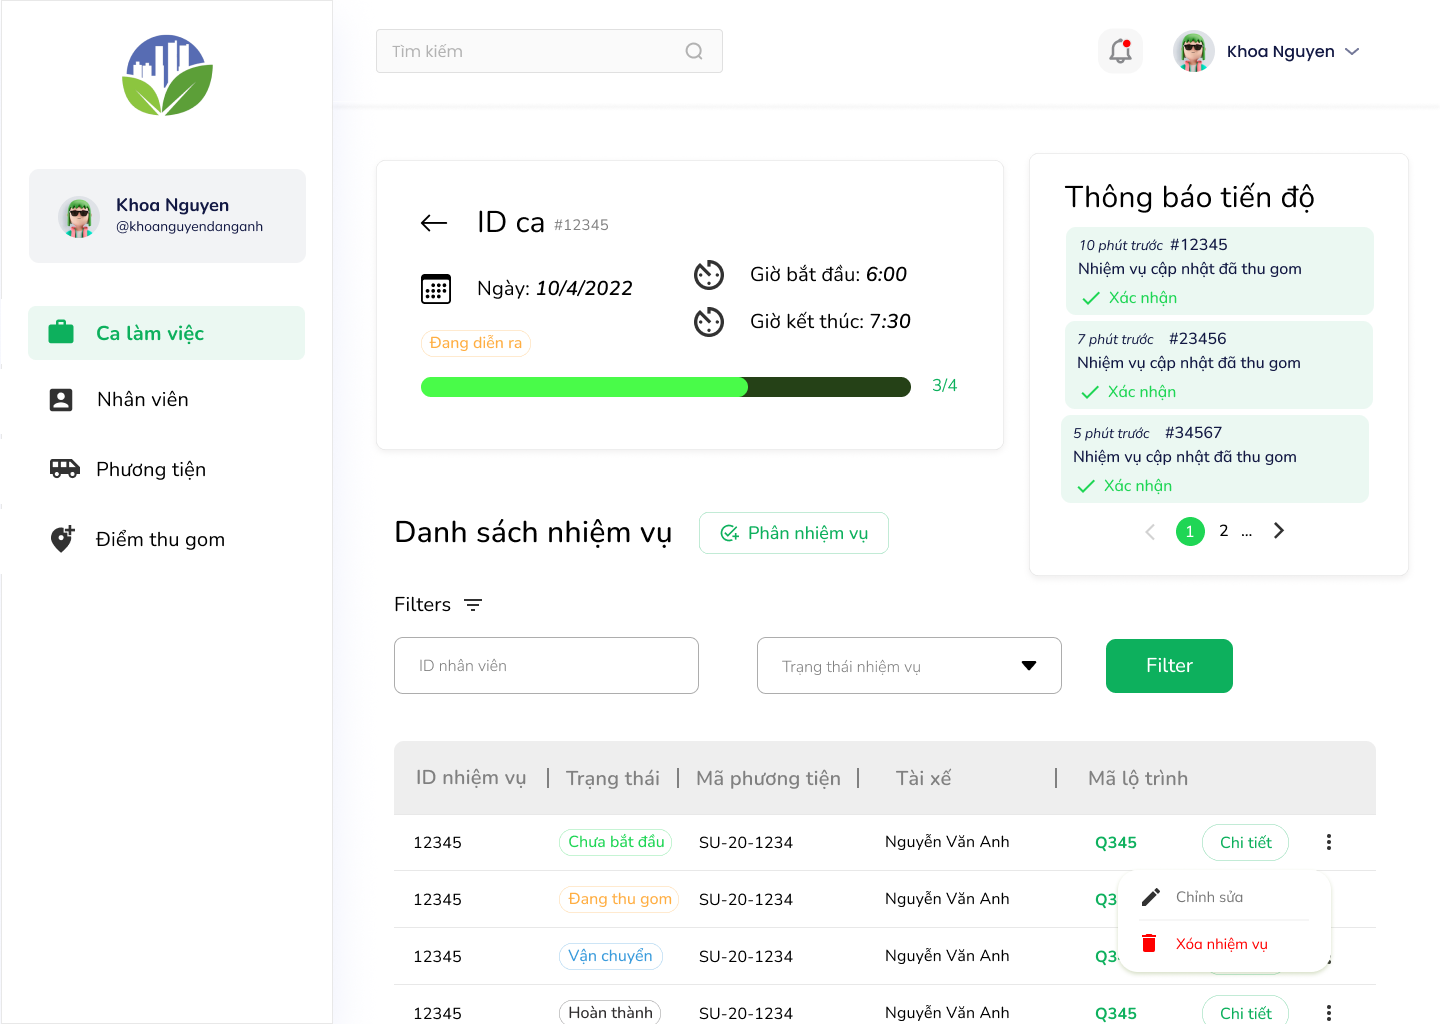 Tìm kiếm
Khoa Nguyen
Khoa Nguyen
@khoanguyendanganh
Ca làm việc
Nhân viên
Phương tiện
Điểm thu gom
ID ca #12345
Ngày: 10/4/2022
Giờ bắt đầu: 6:00
Giờ kết thúc: 7:30
Đang diễn ra
3/4
Thông báo tiến độ
10 phút trước #12345
Nhiệm vụ cập nhật đã thu gom
Xác nhận
7 phút trước #23456
Nhiệm vụ cập nhật đã thu gom
Xác nhận
5 phút trước #34567
Nhiệm vụ cập nhật đã thu gom
Xác nhận
1 2 ...
Danh sách nhiệm vụ
Phân nhiệm vụ
Filters
ID nhân viên
Trạng thái nhiệm vụ
Filter
ID nhiệm vụ | Trạng thái | Mã phương tiện | Tài xế | Mã lộ trình
12345 Chưa bắt đầu SU-20-1234 Nguyễn Văn Anh Q345 Chi tiết
12345 Đang thu gom SU-20-1234 Nguyễn Văn Anh Q3
Chỉnh sửa
12345 Vận chuyển SU-20-1234 Nguyễn Văn Anh Q34
Xóa nhiệm vụ
12345 Hoàn thành SU-20-1234 Nguyễn Văn Anh Q345 Chi tiết